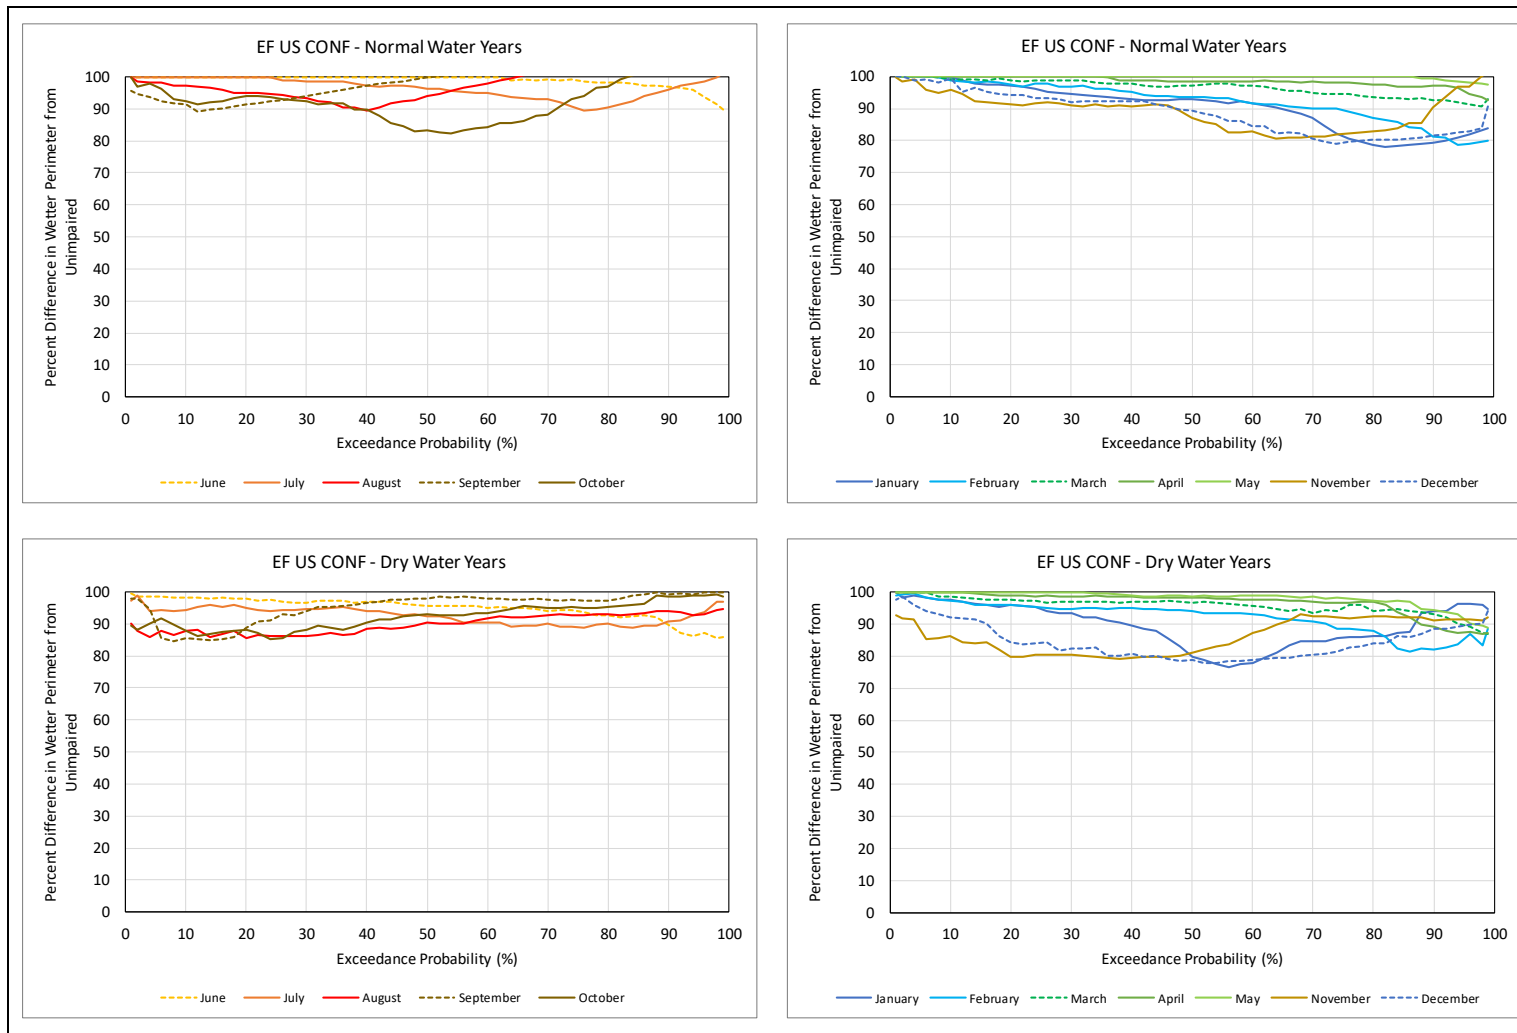 EF US CONF - Normal Water Years
Percent Difference in Wetter Perimeter from
Unimpaired
100
90
80
70
60
50
40
30
20
10
0
0 10 20 30 40 50 60 70 80 90 100
Exceedance Probability (%)
June July August September October
EF US CONF - Normal Water Years
Percent Difference in Wetter Perimeter from
Unimpaired
100
90
80
70
60
50
40
30
20
10
0
0 10 20 30 40 50 60 70 80 90 100
Exceedance Probability (%)
January February March April May November December
EF US CONF - Dry Water Years
Percent Difference in Wetter Perimeter from
Unimpaired
100
90
80
70
60
50
40
30
20
10
0
0 10 20 30 40 50 60 70 80 90 100
Exceedance Probability (%)
June July August September October
EF US CONF - Dry Water Years
Percent Difference in Wetter Perimeter from
Unimpaired
100
90
80
70
60
50
40
30
20
10
0
0 10 20 30 40 50 60 70 80 90 100
Exceedance Probability (%)
January February March April May November December